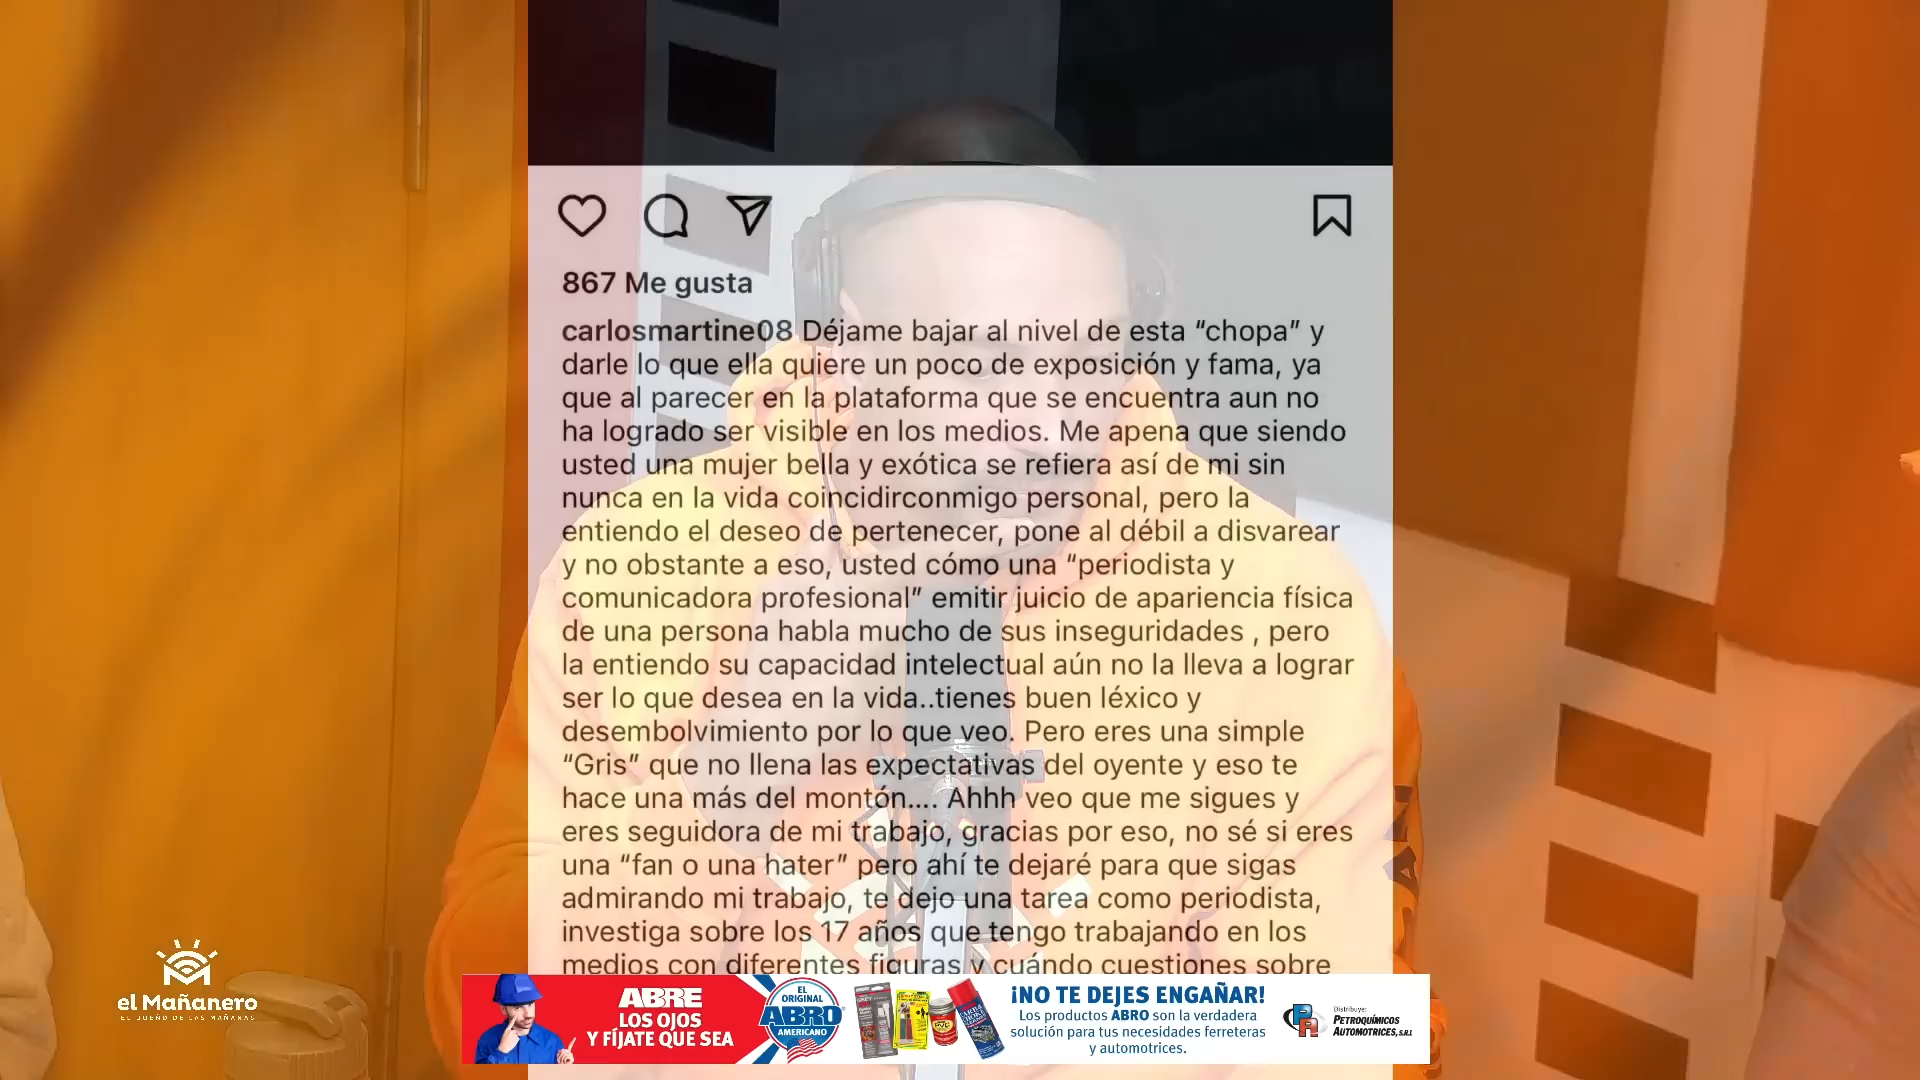 867 Me gusta
carlosmartine08 Déjame bajar al nivel de esta “chopa” y
darle lo que ella quiere un poco de exposición y fama, ya
que al parecer en la plataforma que se encuentra aun no
ha logrado ser visible en los medios. Me apena que siendo
usted una mujer bella y exótica se refiera así de mi sin
nunca en la vida coincidirconmigo personal, pero la
entiendo el deseo de pertenecer, pone al débil a disvarear
y no obstante a eso, usted cómo una “periodista y
comunicadora profesional” emitir juicio de apariencia física
de una persona habla mucho de sus inseguridades , pero
la entiendo su capacidad intelectual aún no la lleva a lograr
ser lo que desea en la vida..tienes buen léxico y
desembolvimiento por lo que veo. Pero eres una simple
“Gris” que no llena las expectativas del oyente y eso te
hace una más del montón.... Ahhh veo que me sigues y
eres seguidora de mi trabajo, gracias por eso, no sé si eres
una “fan o una hater” pero ahí te dejaré para que sigas
admirando mi trabajo, te dejo una tarea como periodista,
investiga sobre los 17 años que tengo trabajando en los
medios con diferentes figuras y cuándo cuestiones sobre
el Mañanero
EL DUEÑO DE LAS MAÑANAS
ABRE
LOS OJOS
Y FÍJATE QUE SEA
EL
ORIGINAL
ABRO
AMERICANO
¡NO TE DEJES ENGAÑAR!
Los productos ABRO son la verdadera
solución para tus necesidades ferreteras
y automotrices.
Distribuye:
PETROQUÍMICOS
AUTOMOTRICES, S.R.L